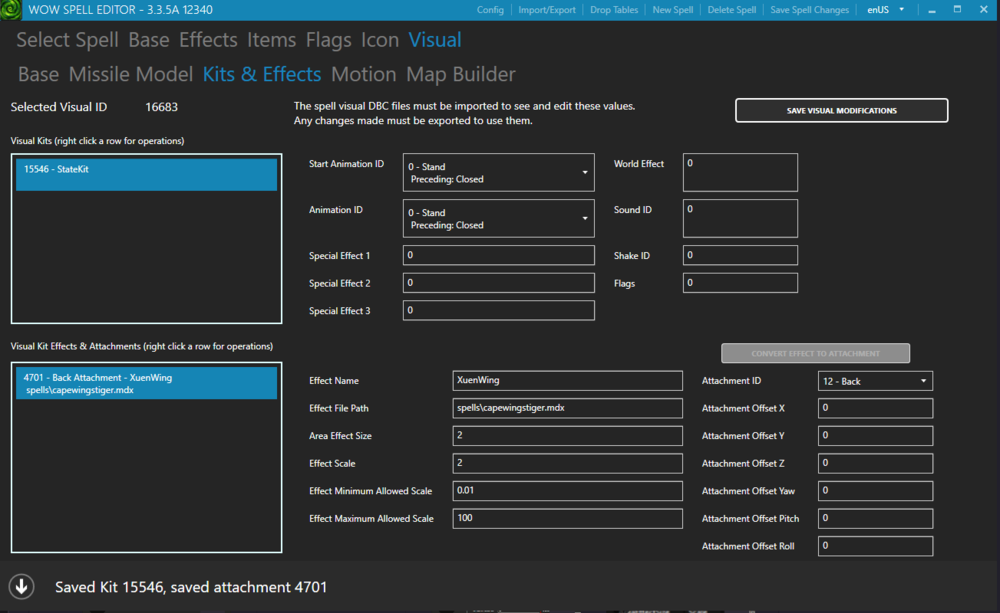 WOW SPELL EDITOR - 3.3.5A 12340
Config Import/Export Drop Tables New Spell Delete Spell Save Spell Changes enUS
Select Spell Base Effects Items Flags Icon Visual
Base Missile Model Kits & Effects Motion Map Builder
Selected Visual ID 16683
The spell visual DBC files must be imported to see and edit these values.
Any changes made must be exported to use them.
SAVE VISUAL MODIFICATIONS
Visual Kits (right click a row for operations)
15546 - StateKit
Start Animation ID
0 - Stand
Preceding: Closed
World Effect 0
Animation ID
0 - Stand
Preceding: Closed
Sound ID 0
Special Effect 1 0
Shake ID 0
Special Effect 2 0
Flags 0
Special Effect 3 0
Visual Kit Effects & Attachments (right click a row for operations)
CONVERT EFFECT TO ATTACHMENT
4701 - Back Attachment - XuenWing
spells\capewingstiger.mdx
Effect Name XuenWing
Attachment ID 12 - Back
Effect File Path spells\capewingstiger.mdx
Attachment Offset X 0
Area Effect Size 2
Attachment Offset Y 0
Effect Scale 2
Attachment Offset Z 0
Effect Minimum Allowed Scale 0.01
Attachment Offset Yaw 0
Effect Maximum Allowed Scale 100
Attachment Offset Pitch 0
Attachment Offset Roll 0
Saved Kit 15546, saved attachment 4701